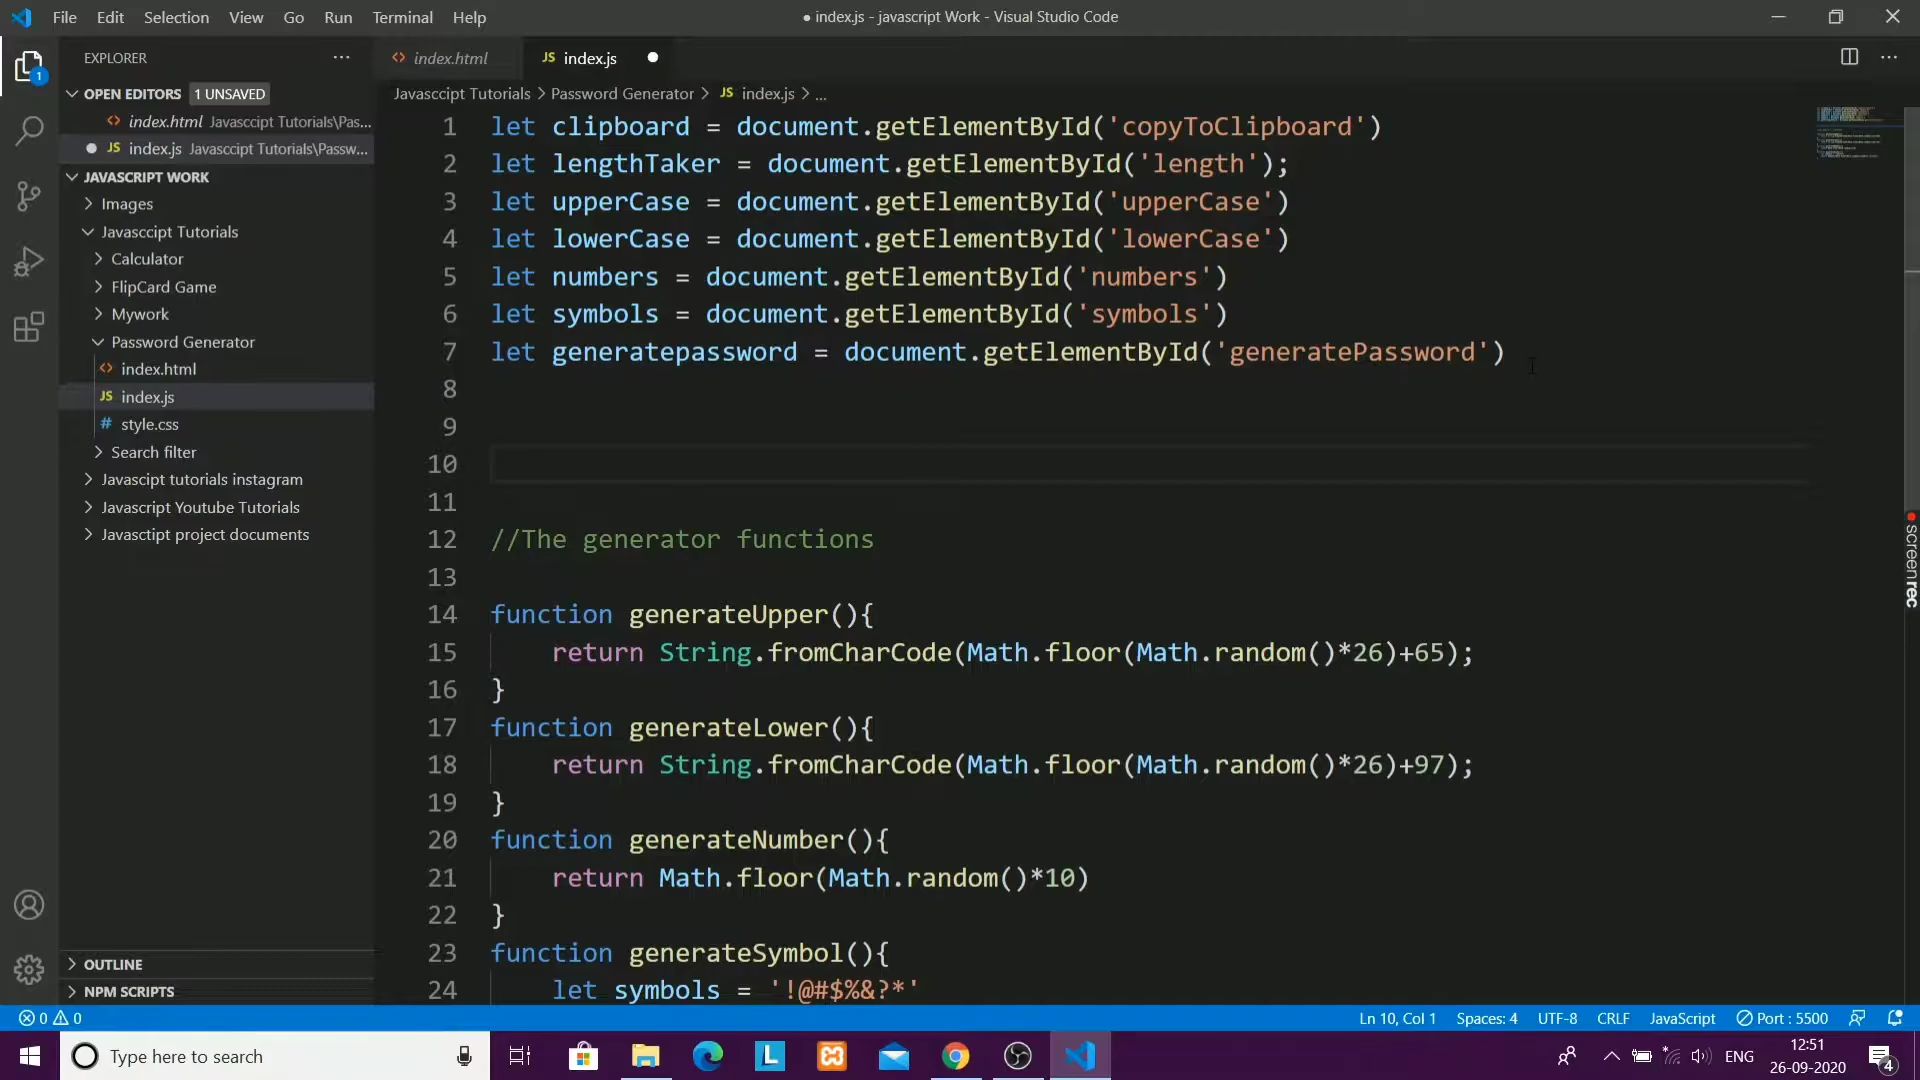 File Edit Selection View Go Run Terminal Help
● index.js - javascript Work - Visual Studio Code
EXPLORER
index.html
JS index.js
OPEN EDITORS 1 UNSAVED
index.html Javasccipt Tutorials\Pas...
JS index.js Javasccipt Tutorials\Passw...
JAVASCRIPT WORK
Images
Javasccipt Tutorials
Calculator
FlipCard Game
Mywork
Password Generator
index.html
JS index.js
# style.css
Search filter
Javascipt tutorials instagram
Javascript Youtube Tutorials
Javasctipt project documents
OUTLINE
NPM SCRIPTS
Javasccipt Tutorials > Password Generator > JS index.js > ...
1 let clipboard = document.getElementById('copyToClipboard')
2 let lengthTaker = document.getElementById('length');
3 let upperCase = document.getElementById('upperCase')
4 let lowerCase = document.getElementById('lowerCase')
5 let numbers = document.getElementById('numbers')
6 let symbols = document.getElementById('symbols')
7 let generatepassword = document.getElementById('generatePassword')
8
9
10
11
12 //The generator functions
13
14 function generateUpper(){
15 return String.fromCharCode(Math.floor(Math.random()*26)+65);
16 }
17 function generateLower(){
18 return String.fromCharCode(Math.floor(Math.random()*26)+97);
19 }
20 function generateNumber(){
21 return Math.floor(Math.random()*10)
22 }
23 function generateSymbol(){
24 let symbols = '!@#$%&?*'
screenrec
0 0
Ln 10, Col 1 Spaces: 4 UTF-8 CRLF JavaScript Port : 5500
Type here to search
ENG
12:51
26-09-2020
4
1